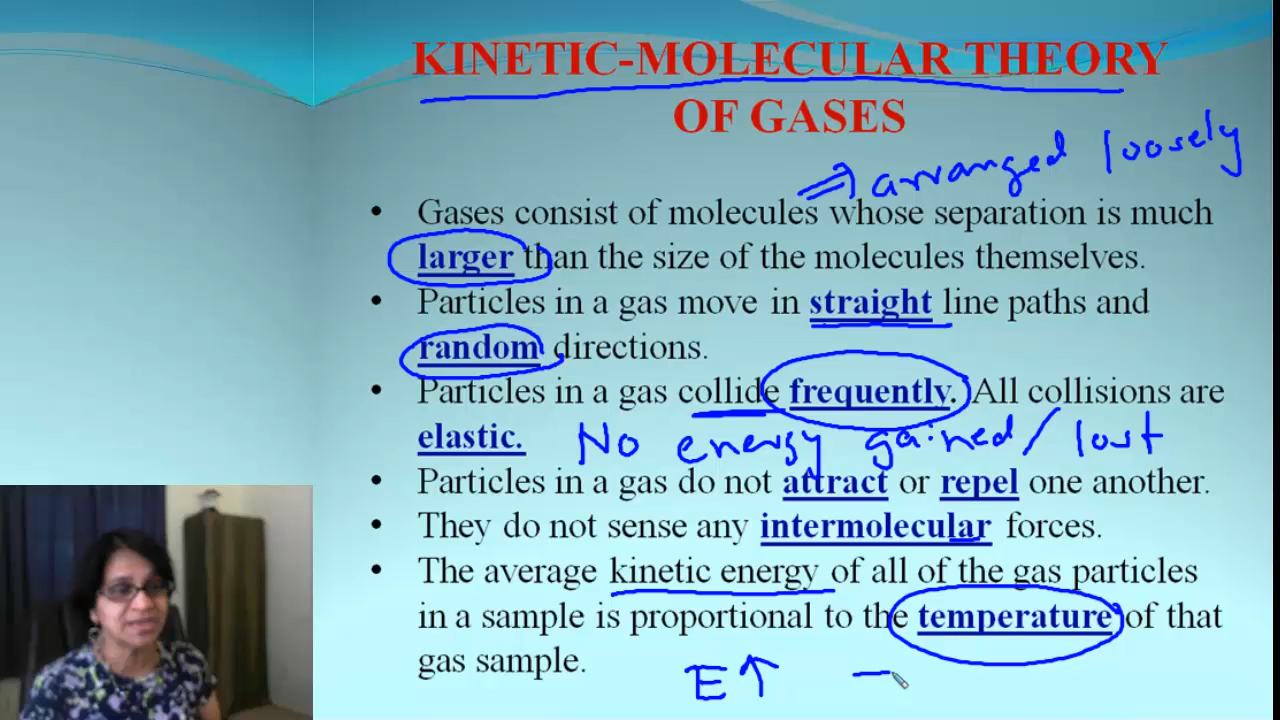 KINETIC-MOLECULAR THEORY
OF GASES
⇒ arranged loosely
• Gases consist of molecules whose separation is much
larger than the size of the molecules themselves.
• Particles in a gas move in straight line paths and
random directions.
• Particles in a gas collide frequently. All collisions are
elastic. No energy gained/lost
• Particles in a gas do not attract or repel one another.
• They do not sense any intermolecular forces.
• The average kinetic energy of all of the gas particles
in a sample is proportional to the temperature of that
gas sample.
E↑